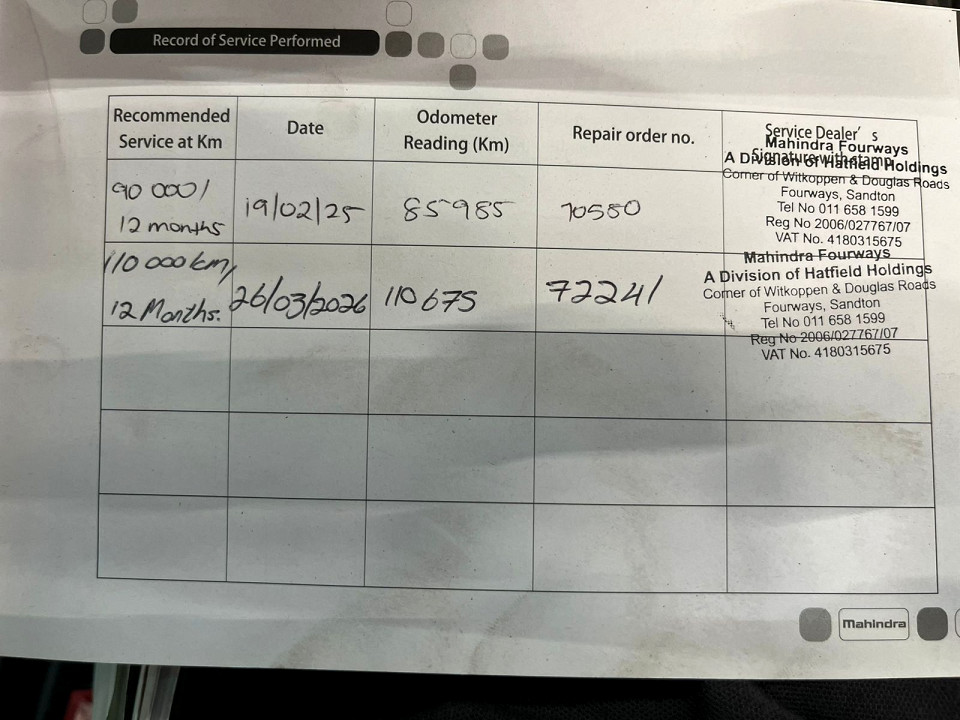 Record of Service Performed
Recommended Service at Km
Date
Odometer Reading (Km)
Repair order no.
Service Dealer's Signature with stamp
90 000/
12 months
19/02/25
85985
70580
Mahindra Fourways
A Division of Hatfield Holdings
Corner of Witkoppen & Douglas Roads
Fourways, Sandton
Tel No 011 658 1599
Reg No 2006/027767/07
VAT No. 4180315675
110 000km/
12 Months.
26/03/2026
110675
72241
Mahindra Fourways
A Division of Hatfield Holdings
Corner of Witkoppen & Douglas Roads
Fourways, Sandton
Tel No 011 658 1599
Reg No 2006/027767/07
VAT No. 4180315675
Mahindra